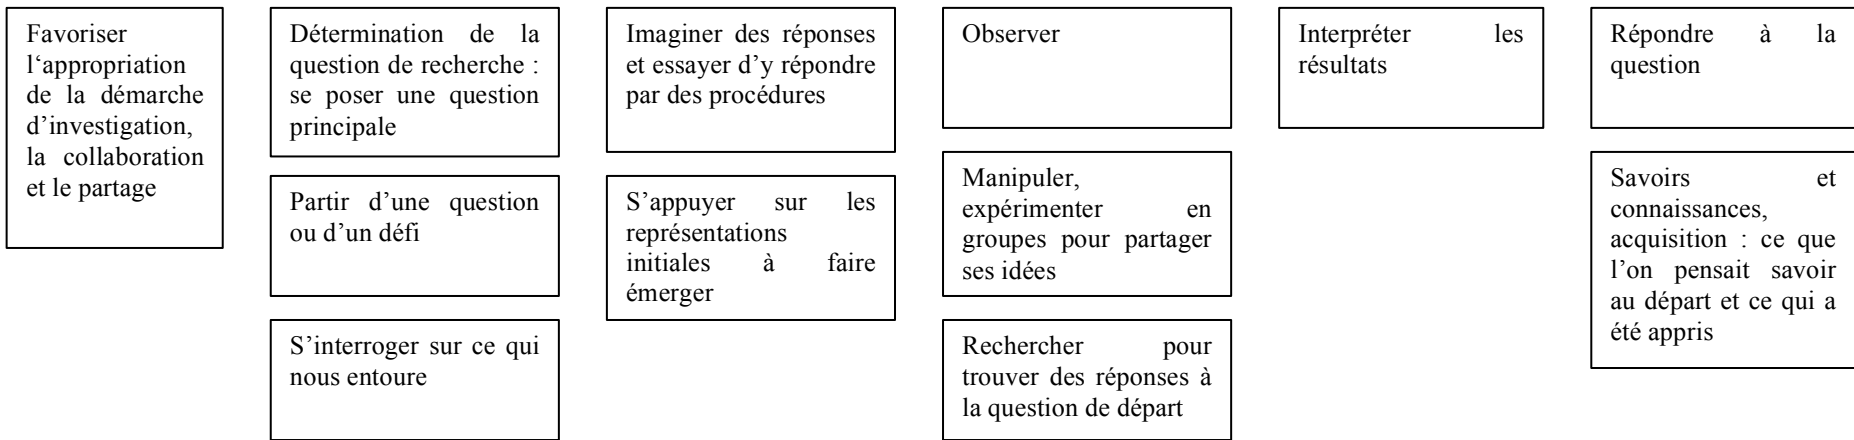 Favoriser
l‘appropriation
de la démarche
d’investigation,
la collaboration
et le partage
Détermination de la
question de recherche :
se poser une question
principale
Partir d’une question
ou d’un défi
S’interroger sur ce qui
nous entoure
Imaginer des réponses
et essayer d’y répondre
par des procédures
S’appuyer sur les
représentations
initiales à faire
émerger
Observer
Manipuler,
expérimenter en
groupes pour partager
ses idées
Rechercher pour
trouver des réponses à
la question de départ
Interpréter les
résultats
Répondre à la
question
Savoirs et
connaissances,
acquisition : ce que
l’on pensait savoir
au départ et ce qui a
été appris